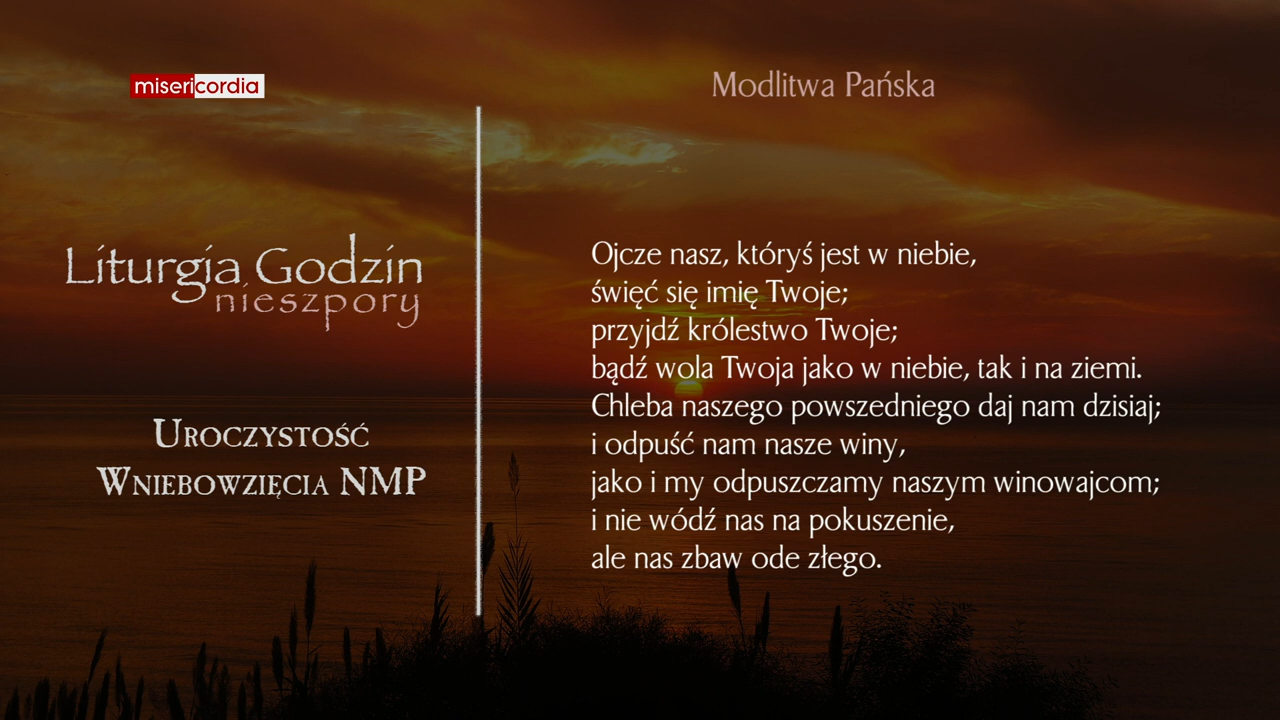 misericordia
Liturgia Godzin
nieszpory
Uroczystość
Wniebowzięcia NMP
Modlitwa Pańska
Ojcze nasz, któryś jest w niebie,
święć się imię Twoje;
przyjdź królestwo Twoje;
bądź wola Twoja jako w niebie, tak i na ziemi.
Chleba naszego powszedniego daj nam dzisiaj;
i odpuść nam nasze winy,
jako i my odpuszczamy naszym winowajcom;
i nie wódź nas na pokuszenie,
ale nas zbaw ode złego.